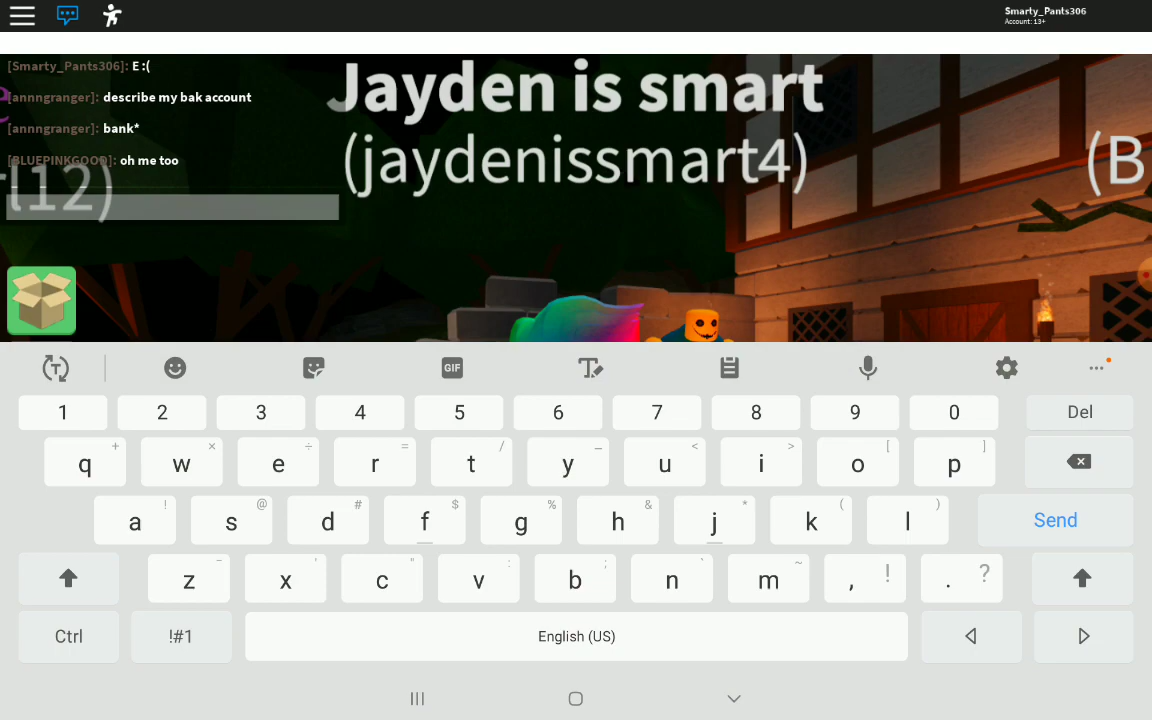 Smarty_Pants306
Account: 13+
[Smarty_Pants306]: E :(
[annngranger]: describe my bak account
[annngranger]: bank*
[BLUEPINKGOOD]: oh me too
Jayden is smart
(jaydenissmart4)
(B
l(12)
T
GIF
T
1 2 3 4 5 6 7 8 9 0 Del
q + w × e ÷ r = t / y _ u < i > o [ p ]
a ! s @ d # f $ g % h & j * k ( l ) Send
z - x ' c " v : b ; n ` m ~ , ! . ?
Ctrl !#1 English (US)